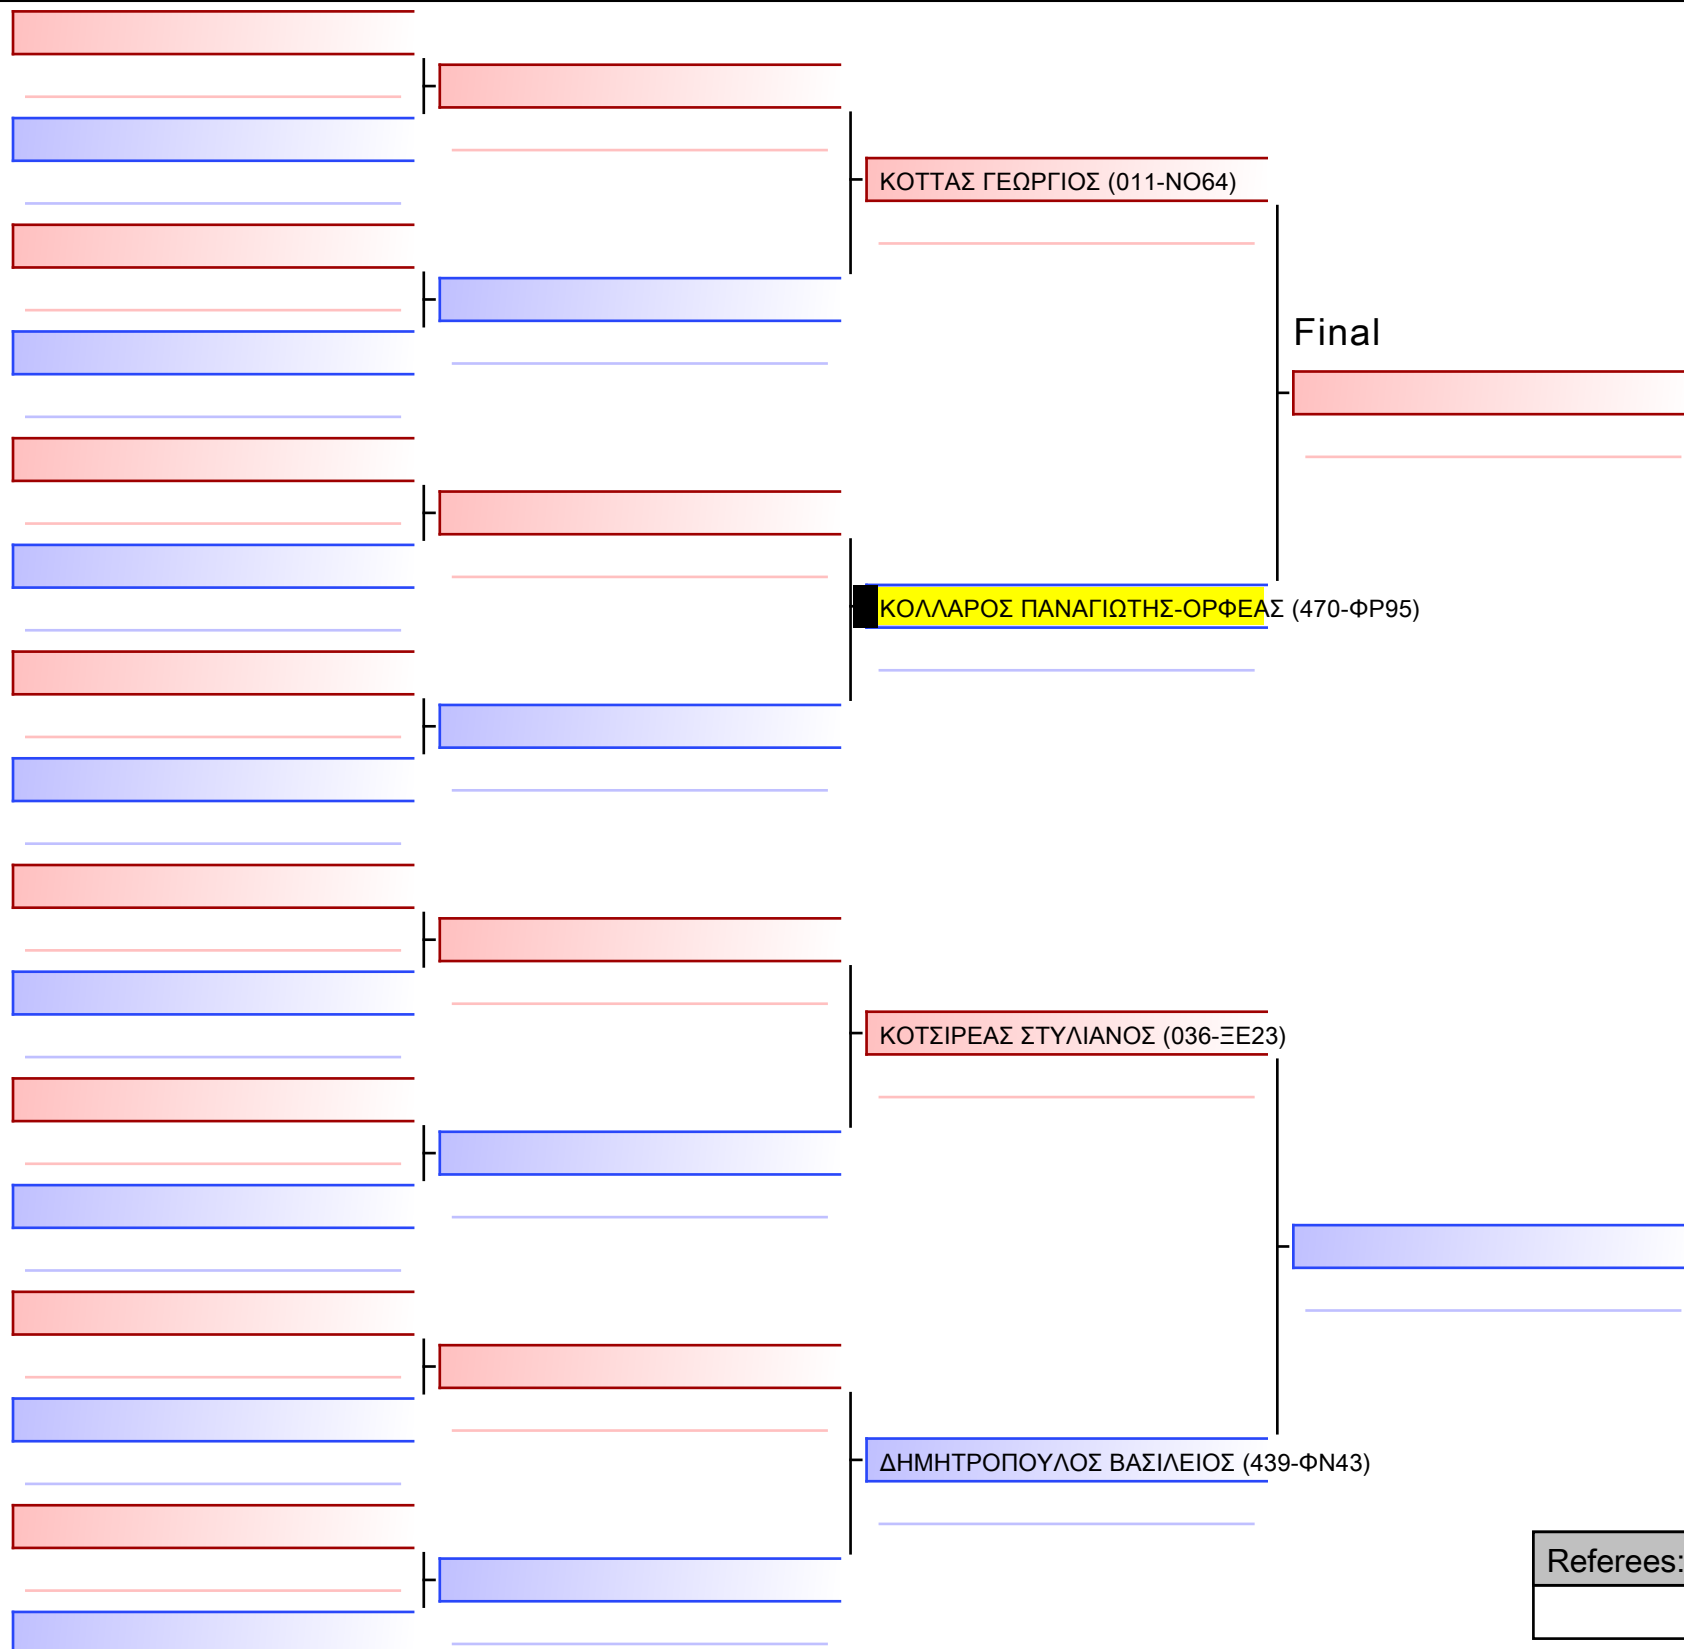 ΚΟΤΤΑΣ ΓΕΩΡΓΙΟΣ (011-ΝΟ64)
Final
ΚΟΛΛΑΡΟΣ ΠΑΝΑΓΙΩΤΗΣ-ΟΡΦΕΑΣ (470-ΦΡ95)
ΚΟΤΣΙΡΕΑΣ ΣΤΥΛΙΑΝΟΣ (036-ΞΕ23)
ΔΗΜΗΤΡΟΠΟΥΛΟΣ ΒΑΣΙΛΕΙΟΣ (439-ΦΝ43)
Referees: